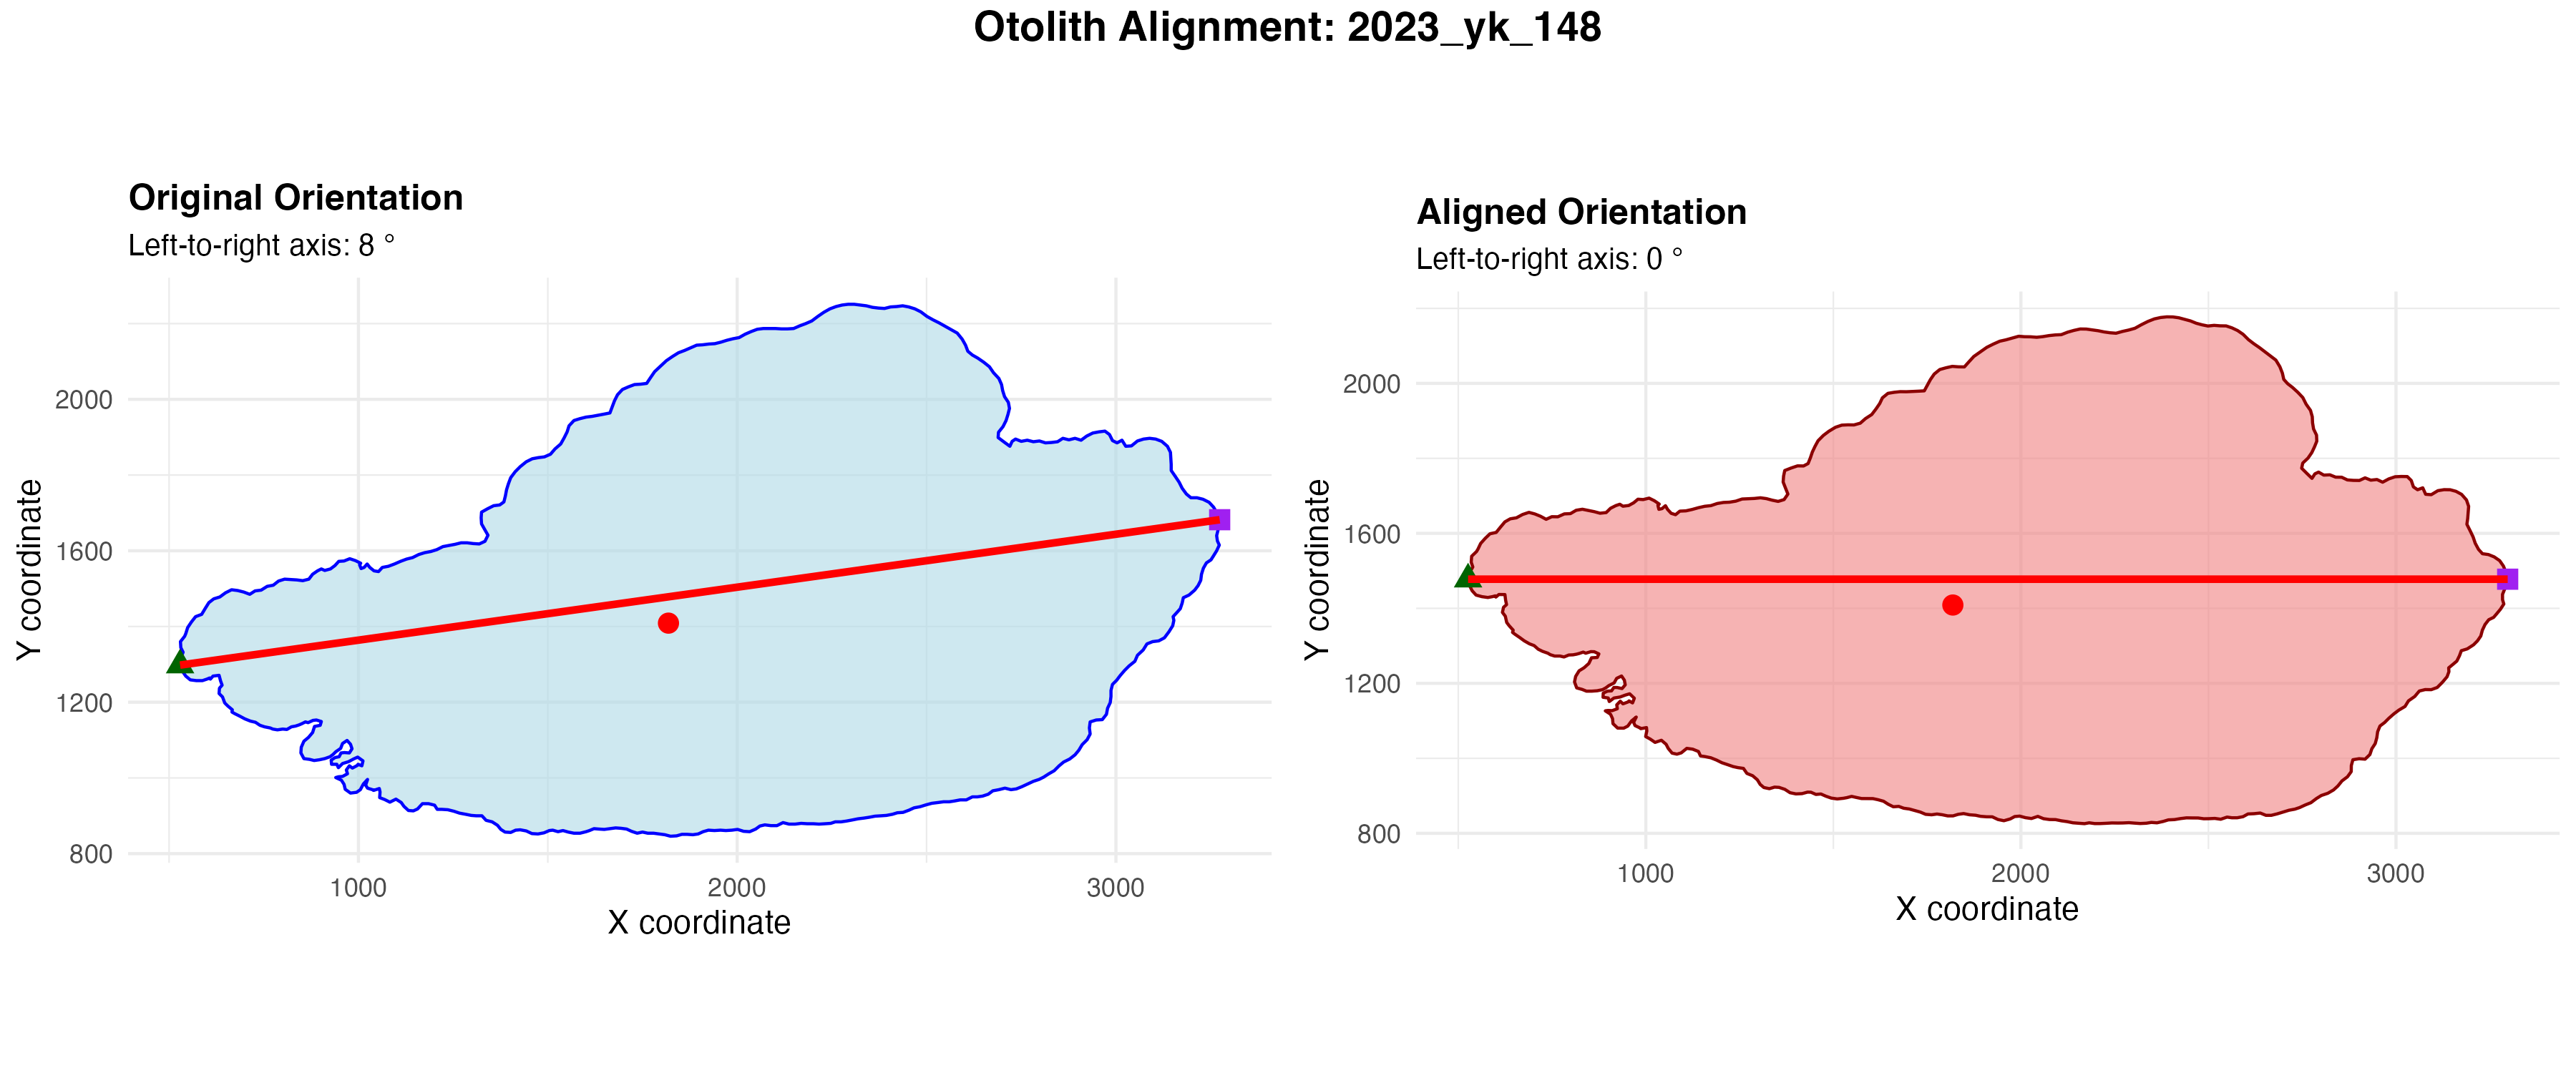 Otolith Alignment: 2023_yk_148
Original Orientation
Left-to-right axis: 8 °
Y coordinate
2000
1600
1200
800
1000
2000
3000
X coordinate
Aligned Orientation
Left-to-right axis: 0 °
Y coordinate
2000
1600
1200
800
1000
2000
3000
X coordinate